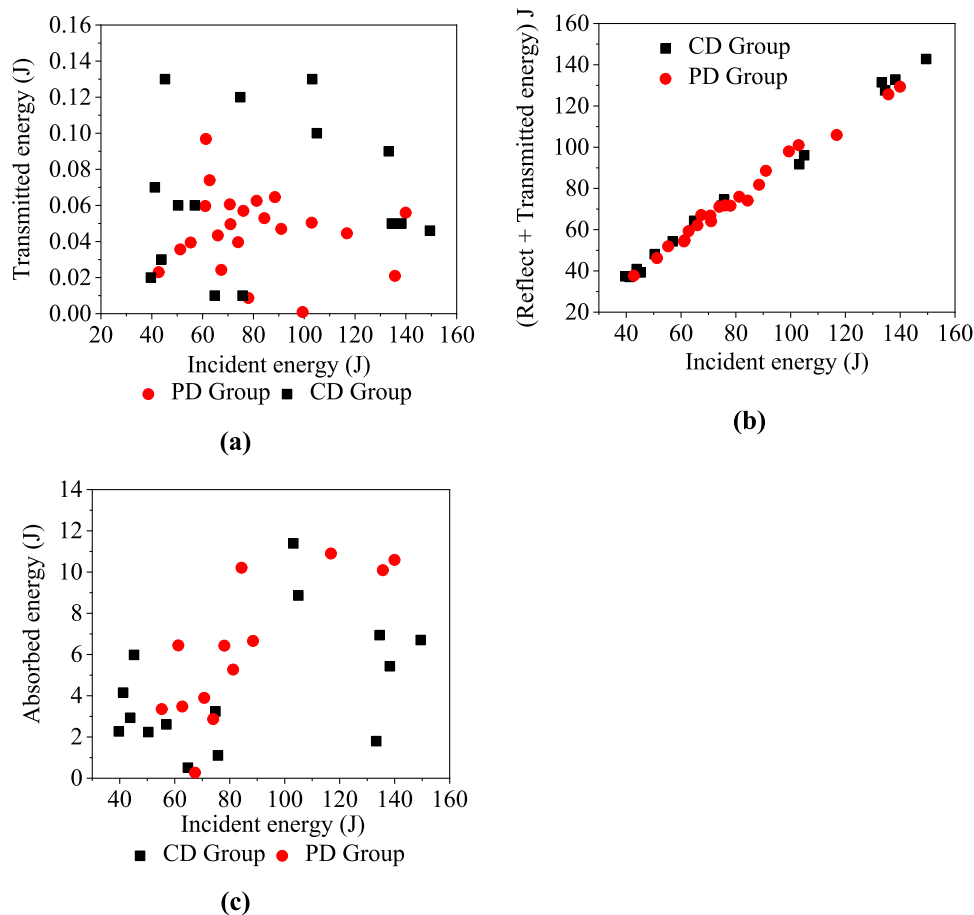 0.16
0.14
0.12
0.10
0.08
0.06
0.04
0.02
0.00
Transmitted energy (J)
20 40 60 80 100 120 140 160
Incident energy (J)
PD Group CD Group
(a)
160
140
120
100
80
60
40
20
(Reflect + Transmitted energy) J
CD Group
PD Group
40 60 80 100 120 140 160
Incident energy (J)
(b)
14
12
10
8
6
4
2
0
Absorbed energy (J)
40 60 80 100 120 140 160
Incident energy (J)
CD Group PD Group
(c)